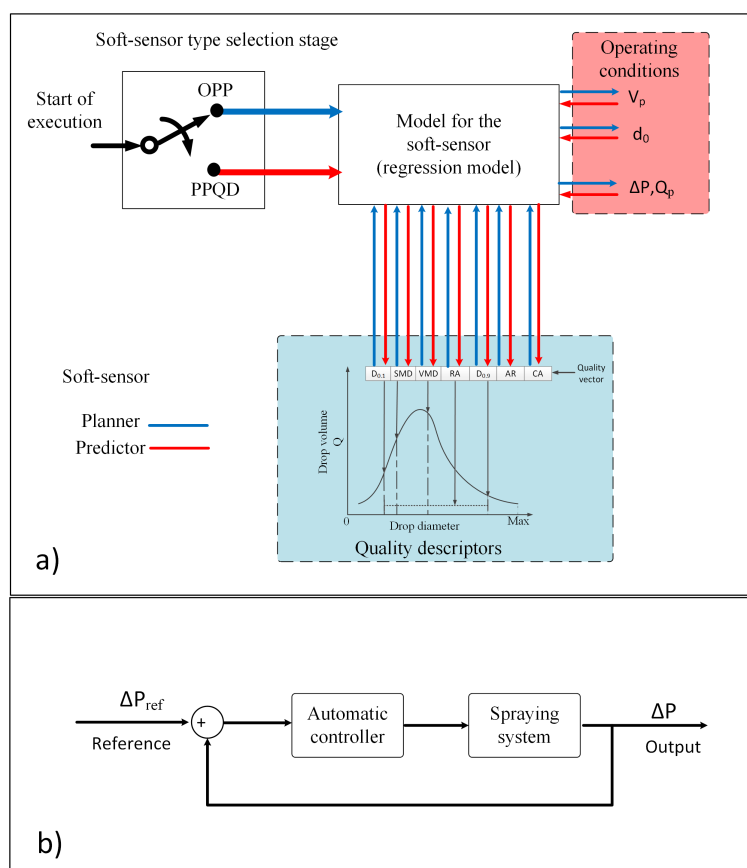 Soft-sensor type selection stage
Start of
execution
OPP
PPQD
Model for the
soft-sensor
(regression model)
Operating
conditions
Vₚ
d₀
ΔP,Qₚ
Soft-sensor
Planner
Predictor
D₀.₁ SMD VMD RA D₀.₉ AR CA
Quality
vector
Drop volume
Q
0
Drop diameter
Max
Quality descriptors
a)
ΔP_ref
Reference
+
Automatic
controller
Spraying
system
ΔP
Output
b)